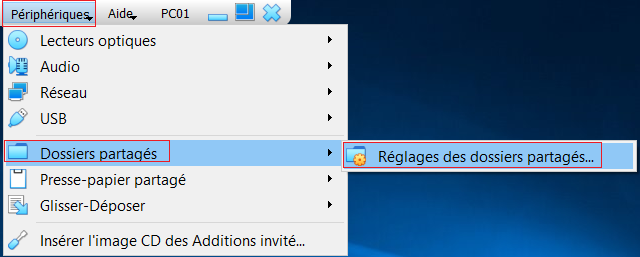 Périphériques Aide PC01
Lecteurs optiques
Audio
Réseau
USB
Dossiers partagés
Réglages des dossiers partagés...
Presse-papier partagé
Glisser-Déposer
Insérer l'image CD des Additions invité...